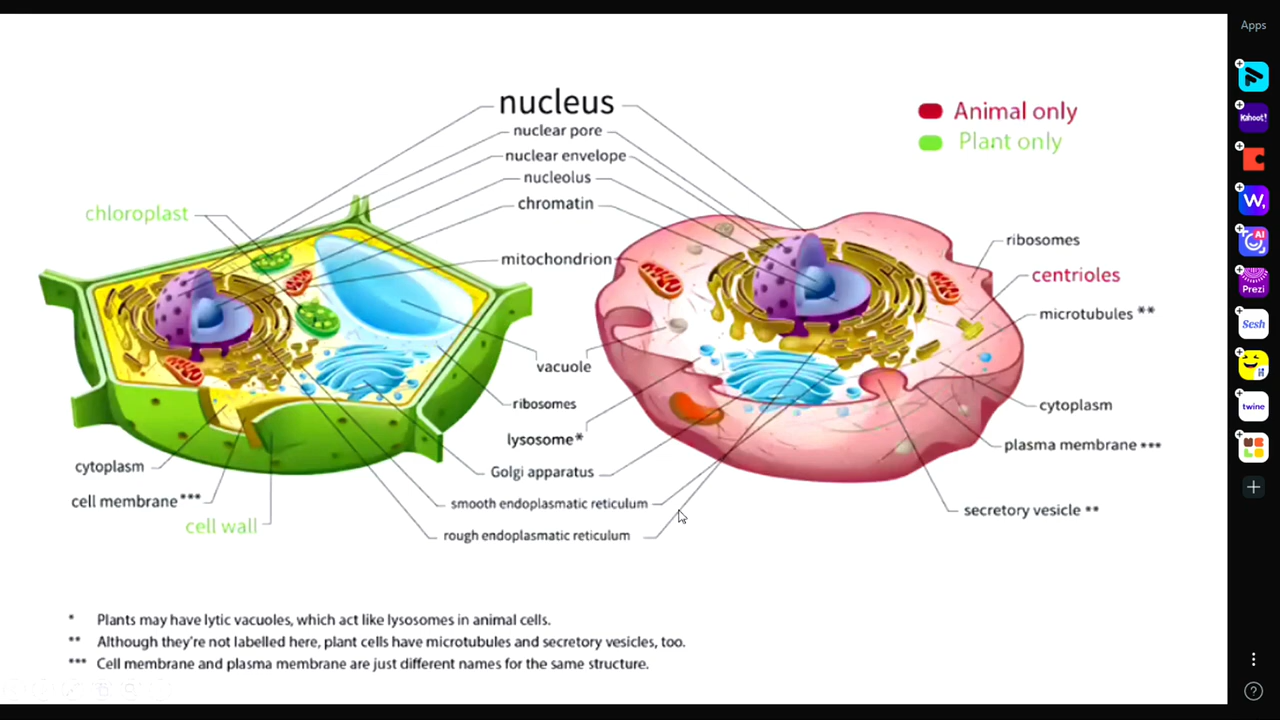 Apps
nucleus
nuclear pore
nuclear envelope
nucleolus
chromatin
mitochondrion
vacuole
ribosomes
lysosome*
Golgi apparatus
smooth endoplasmatic reticulum
rough endoplasmatic reticulum
chloroplast
cytoplasm
cell membrane***
cell wall
Animal only
Plant only
ribosomes
centrioles
microtubules **
cytoplasm
plasma membrane ***
secretory vesicle **
* Plants may have lytic vacuoles, which act like lysosomes in animal cells.
** Although they're not labelled here, plant cells have microtubules and secretory vesicles, too.
*** Cell membrane and plasma membrane are just different names for the same structure.
Kahoot!
W,
AI
Prezi
Sesh
twine